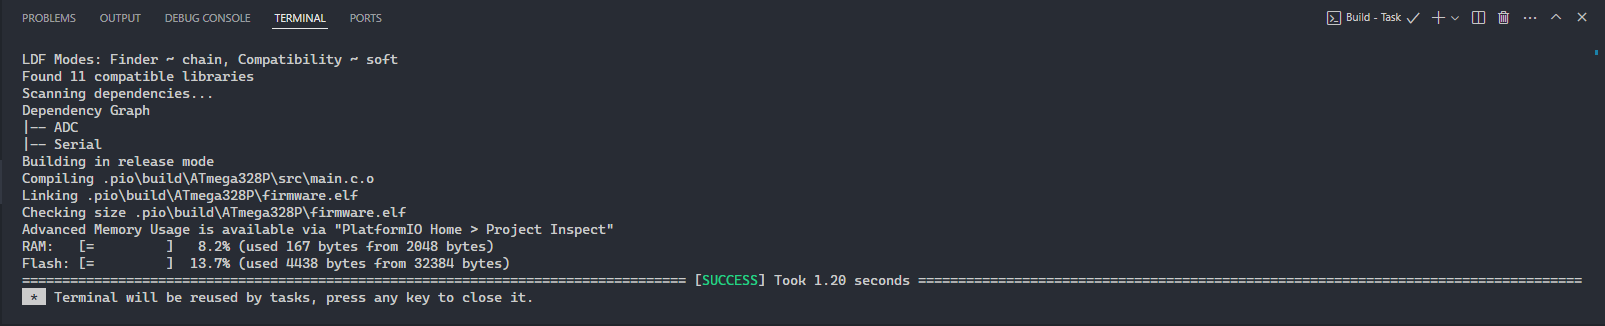 PROBLEMS OUTPUT DEBUG CONSOLE TERMINAL PORTS Build - Task
LDF Modes: Finder ~ chain, Compatibility ~ soft
Found 11 compatible libraries
Scanning dependencies...
Dependency Graph
|-- ADC
|-- Serial
Building in release mode
Compiling .pio\build\ATmega328P\src\main.c.o
Linking .pio\build\ATmega328P\firmware.elf
Checking size .pio\build\ATmega328P\firmware.elf
Advanced Memory Usage is available via "PlatformIO Home > Project Inspect"
RAM:   [=         ]   8.2% (used 167 bytes from 2048 bytes)
Flash: [=         ]  13.7% (used 4438 bytes from 32384 bytes)
=================================================================================== [SUCCESS] Took 1.20 seconds ===================================================================================
* Terminal will be reused by tasks, press any key to close it.